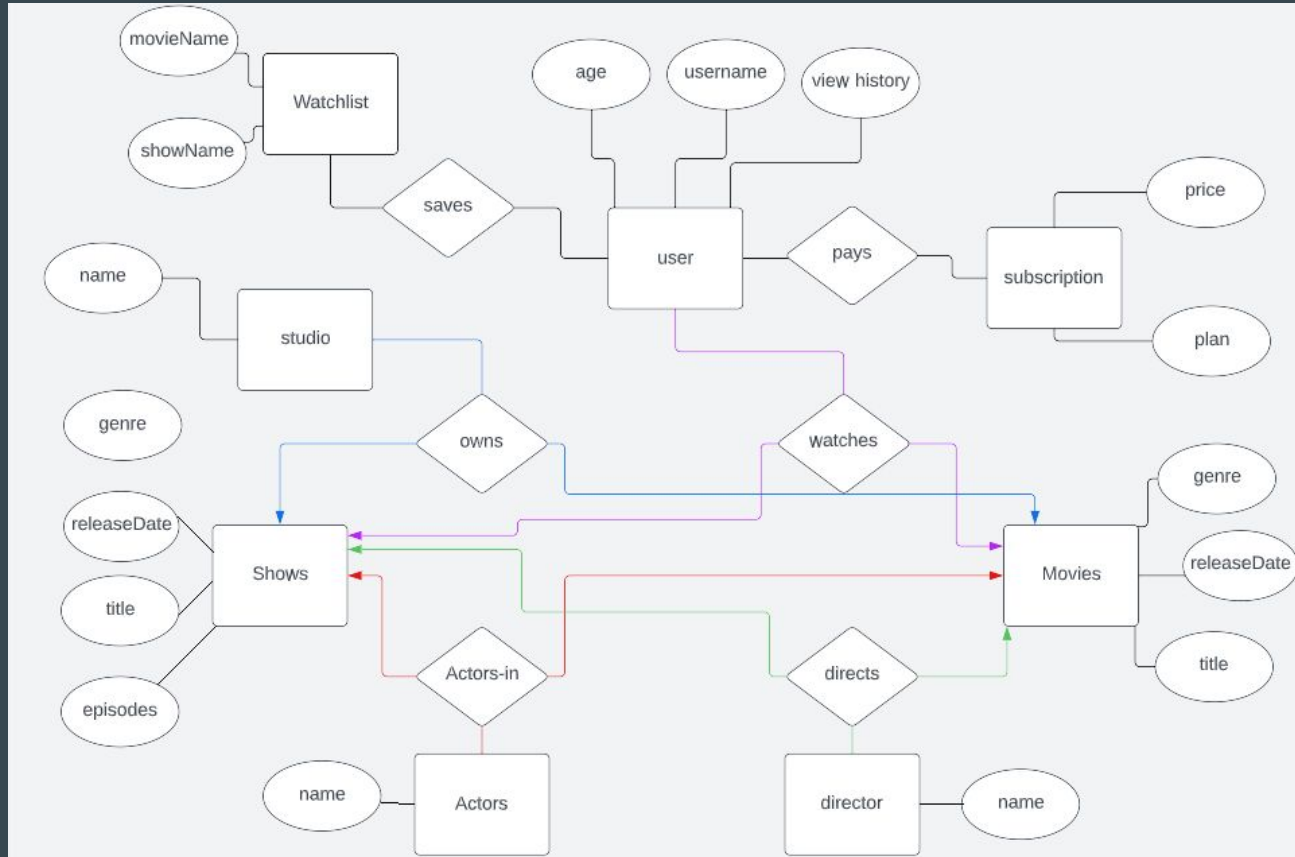 movieName
Watchlist
showName
age
username
view history
saves
user
pays
price
subscription
plan
name
studio
genre
owns
watches
genre
releaseDate
Shows
title
episodes
Movies
releaseDate
title
Actors-in
directs
name
Actors
director
name